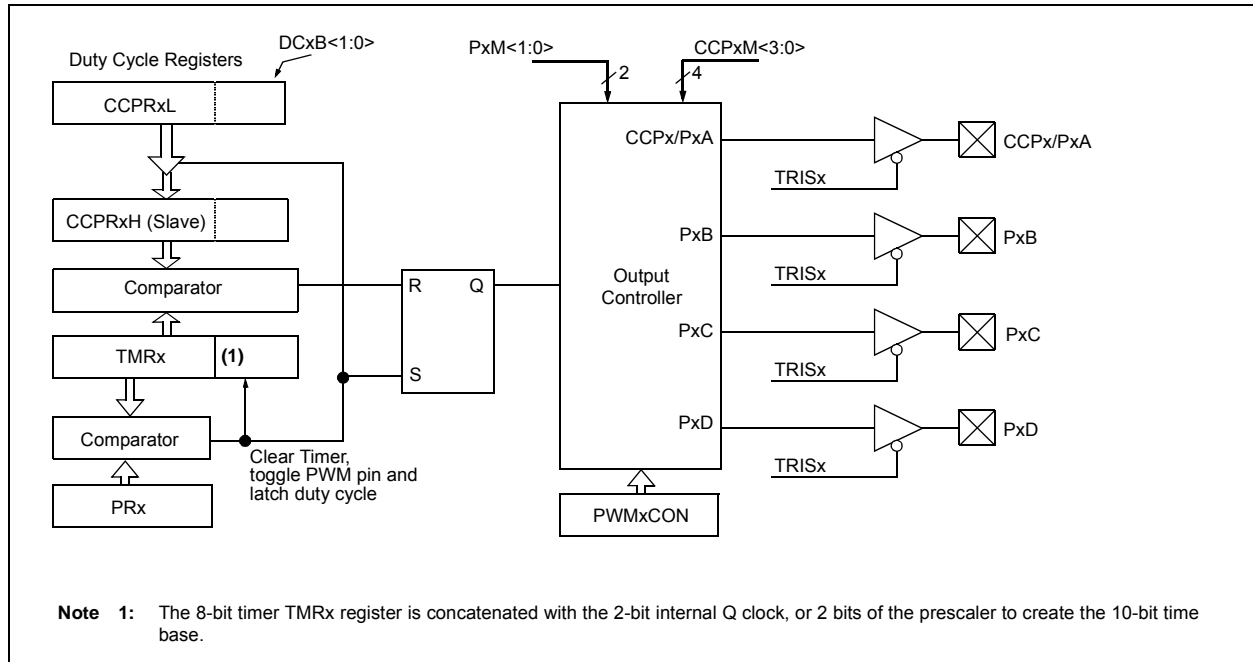 DCxB<1:0>
Duty Cycle Registers
CCPRxL
PxM<1:0>
2
CCPxM<3:0>
4
CCPRxH (Slave)
Comparator
TMRx
(1)
Comparator
PRx
Clear Timer,
toggle PWM pin and
latch duty cycle
R
Q
S
Output
Controller
CCPx/PxA
PxB
PxC
PxD
PWMxCON
TRISx
CCPx/PxA
TRISx
PxB
TRISx
PxC
TRISx
PxD
Note 1: The 8-bit timer TMRx register is concatenated with the 2-bit internal Q clock, or 2 bits of the prescaler to create the 10-bit time
base.